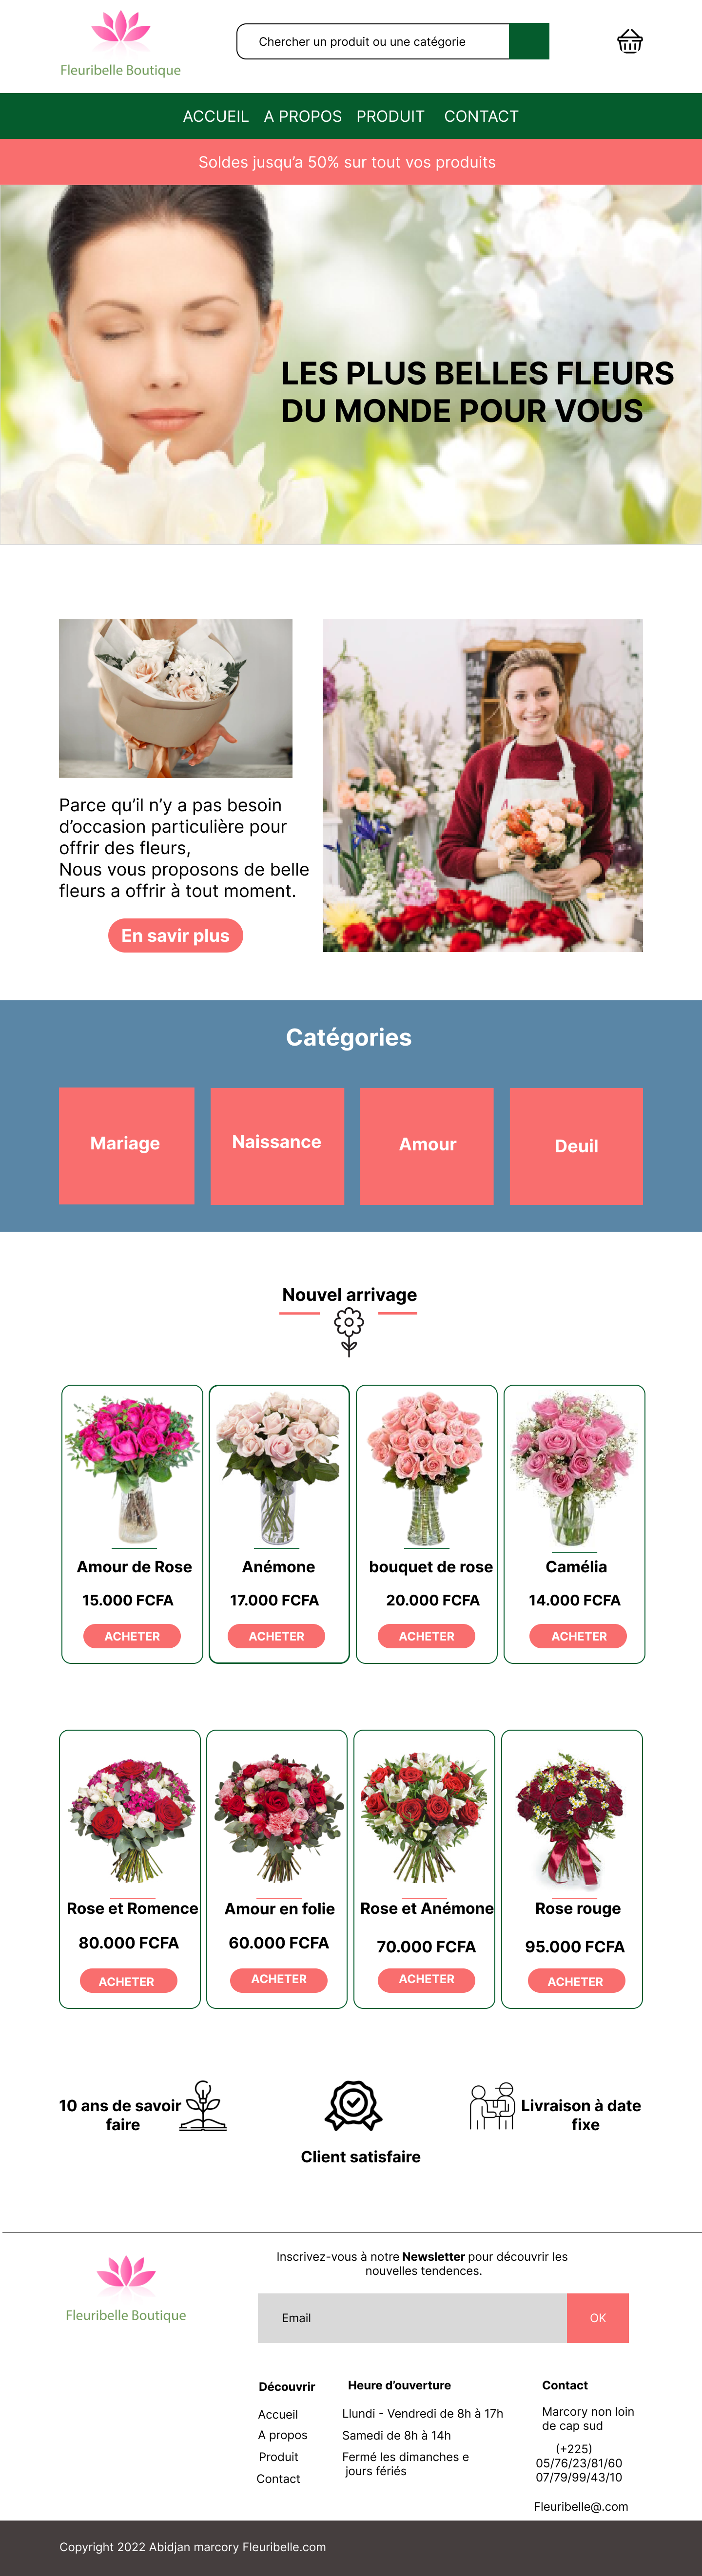 Fleuribelle Boutique
Chercher un produit ou une catégorie
ACCUEIL A PROPOS PRODUIT CONTACT
Soldes jusqu’a 50% sur tout vos produits
LES PLUS BELLES FLEURS
DU MONDE POUR VOUS
Parce qu’il n’y a pas besoin
d’occasion particulière pour
offrir des fleurs,
Nous vous proposons de belle
fleurs a offrir à tout moment.
En savir plus
Catégories
Mariage Naissance Amour Deuil
Nouvel arrivage
Amour de Rose Anémone bouquet de rose Camélia
15.000 FCFA 17.000 FCFA 20.000 FCFA 14.000 FCFA
ACHETER ACHETER ACHETER ACHETER
Rose et Romence Amour en folie Rose et Anémone Rose rouge
80.000 FCFA 60.000 FCFA 70.000 FCFA 95.000 FCFA
ACHETER ACHETER ACHETER ACHETER
10 ans de savoir
faire
Client satisfaire
Livraison à date
fixe
Fleuribelle Boutique
Inscrivez-vous à notre Newsletter pour découvrir les
nouvelles tendences.
Email OK
Découvrir
Accueil
A propos
Produit
Contact
Heure d’ouverture
Llundi - Vendredi de 8h à 17h
Samedi de 8h à 14h
Fermé les dimanches e
jours fériés
Contact
Marcory non loin
de cap sud
(+225)
05/76/23/81/60
07/79/99/43/10
Fleuribelle@.com
Copyright 2022 Abidjan marcory Fleuribelle.com